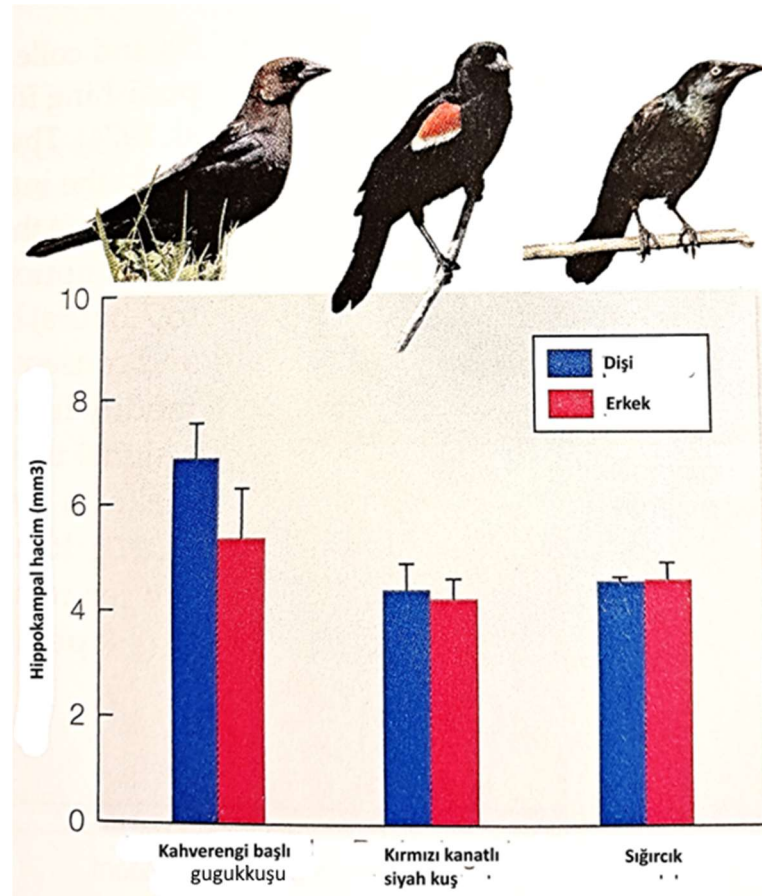 10
8
6
4
2
0
Hippokampal hacim (mm3)
Dişi
Erkek
Kahverengi başlı
gugukkuşu
Kırmızı kanatlı
siyah kuş
Sığırcık